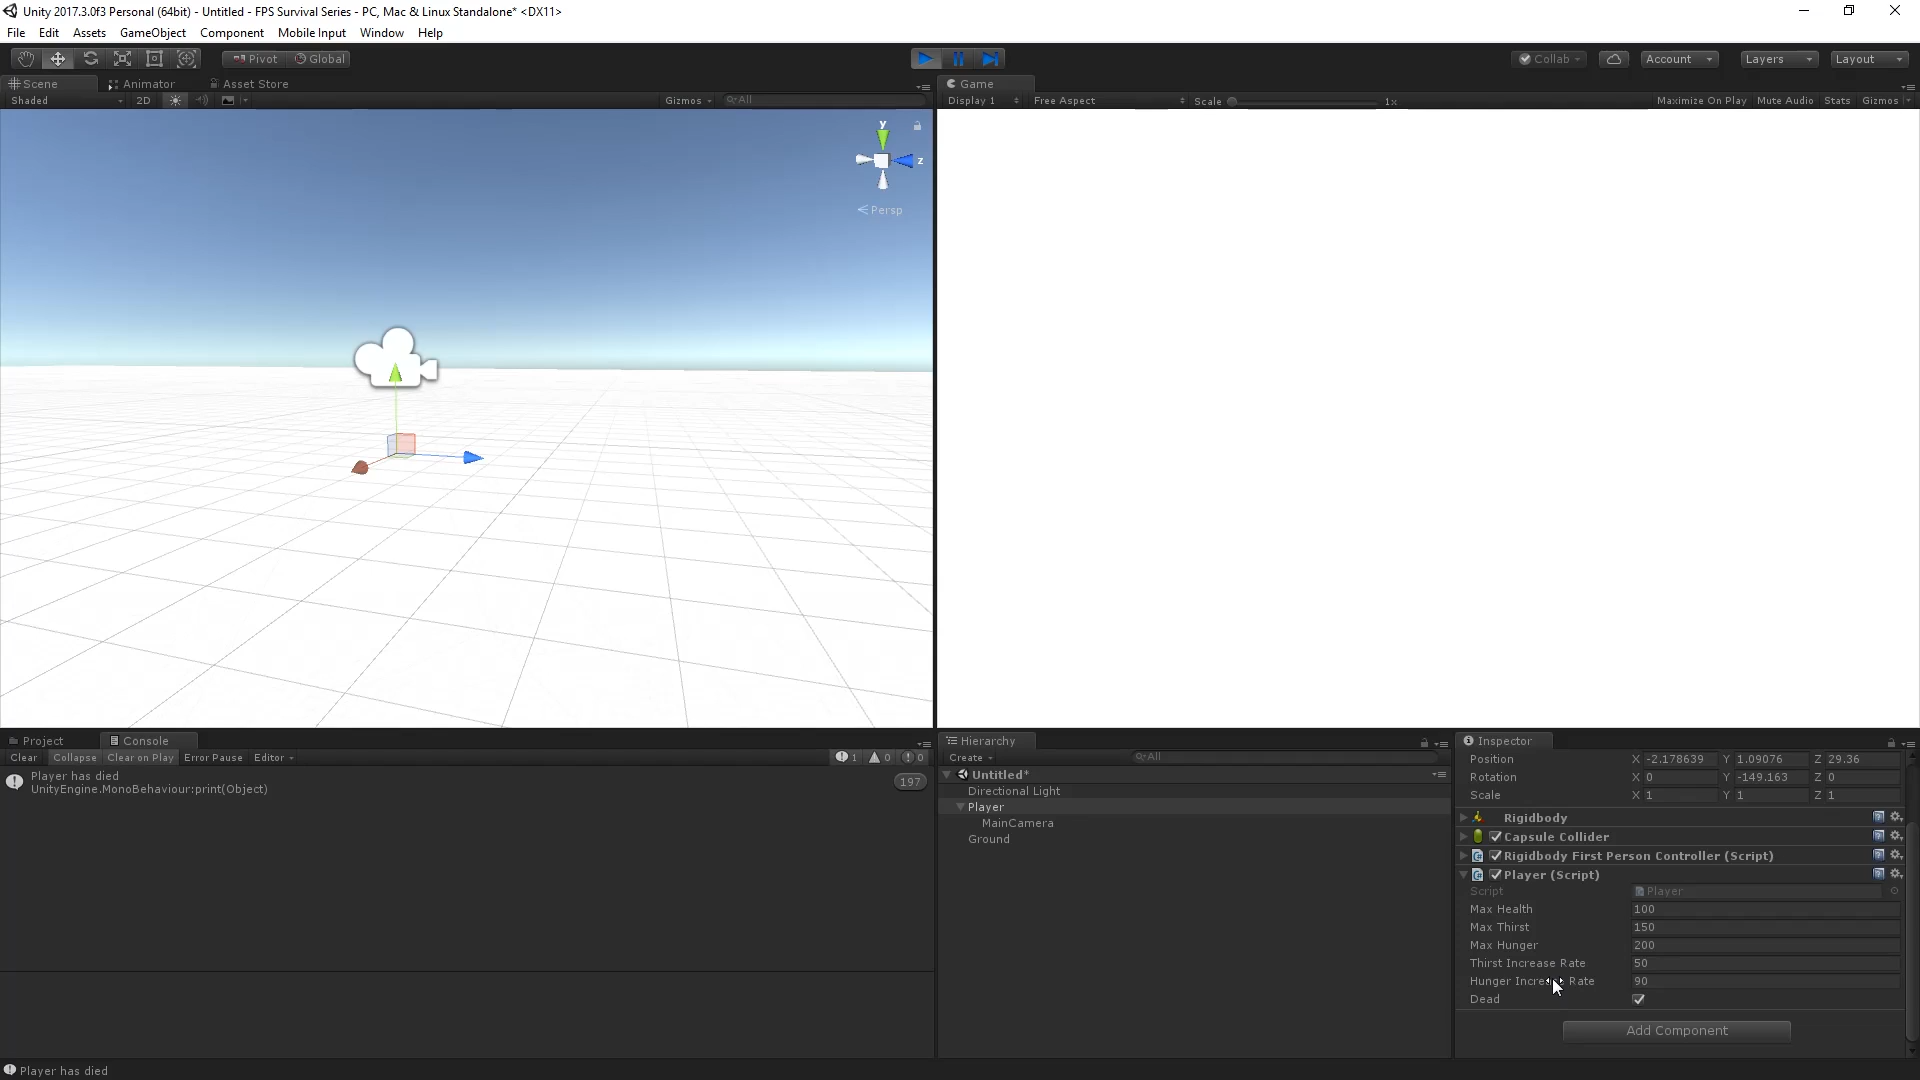 Unity 2017.3.0f3 Personal (64bit) - Untitled - FPS Survival Series - PC, Mac & Linux Standalone* <DX11>
File Edit Assets GameObject Component Mobile Input Window Help
Pivot Global Collab Account Layers Layout
Scene Animator Asset Store Game
Shaded 2D Gizmos All Display 1 Free Aspect Scale 1x Maximize On Play Mute Audio Stats Gizmos
y
z
Persp
Project Console
Clear Collapse Clear on Play Error Pause Editor 1 0 0
Player has died
UnityEngine.MonoBehaviour:print(Object)
197
Hierarchy
Create All
Untitled*
Directional Light
Player
MainCamera
Ground
Inspector
Position X -2.178639 Y 1.09076 Z 29.36
Rotation X 0 Y -149.163 Z 0
Scale X 1 Y 1 Z 1
Rigidbody
Capsule Collider
Rigidbody First Person Controller (Script)
Player (Script)
Script Player
Max Health 100
Max Thirst 150
Max Hunger 200
Thirst Increase Rate 50
Hunger Increase Rate 90
Dead
Add Component
Player has died